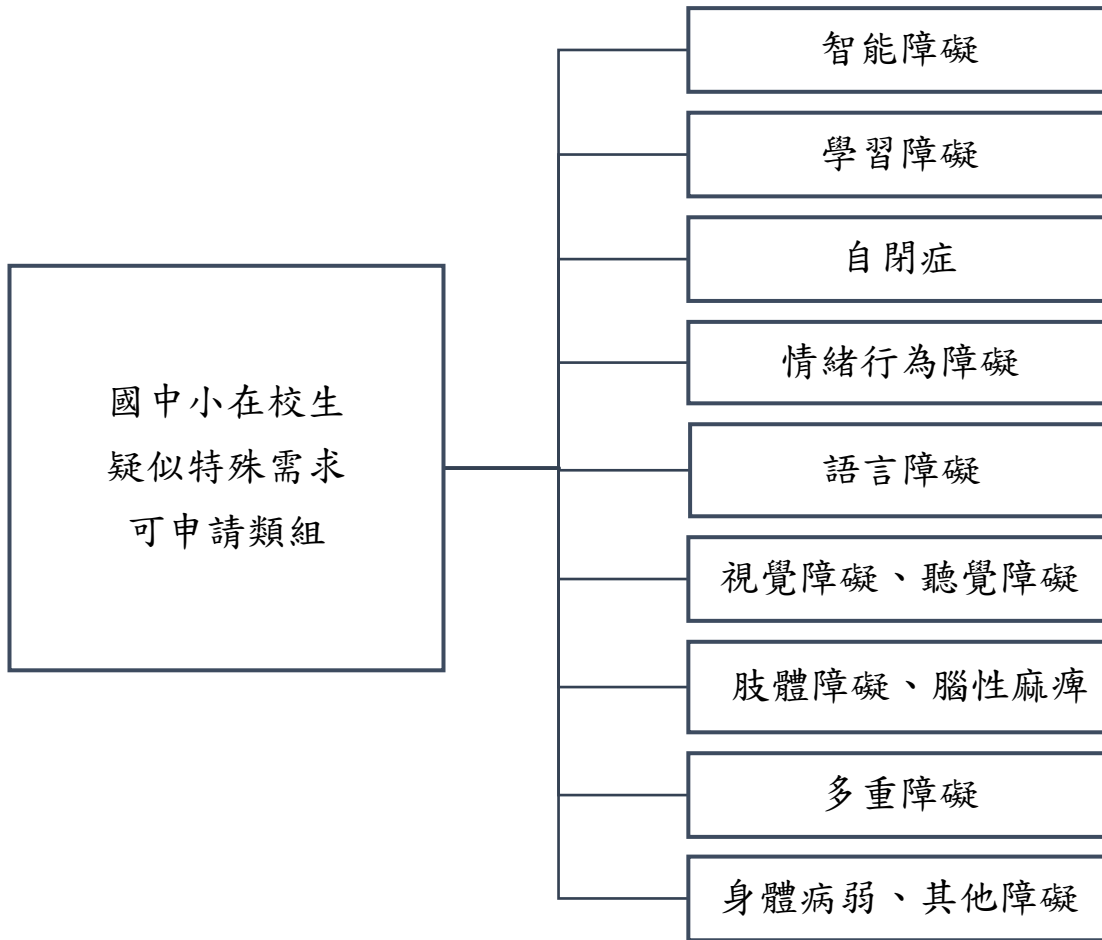 國中小在校生
疑似特殊需求
可申請類組
智能障礙
學習障礙
自閉症
情緒行為障礙
語言障礙
視覺障礙、聽覺障礙
肢體障礙、腦性麻痺
多重障礙
身體病弱、其他障礙